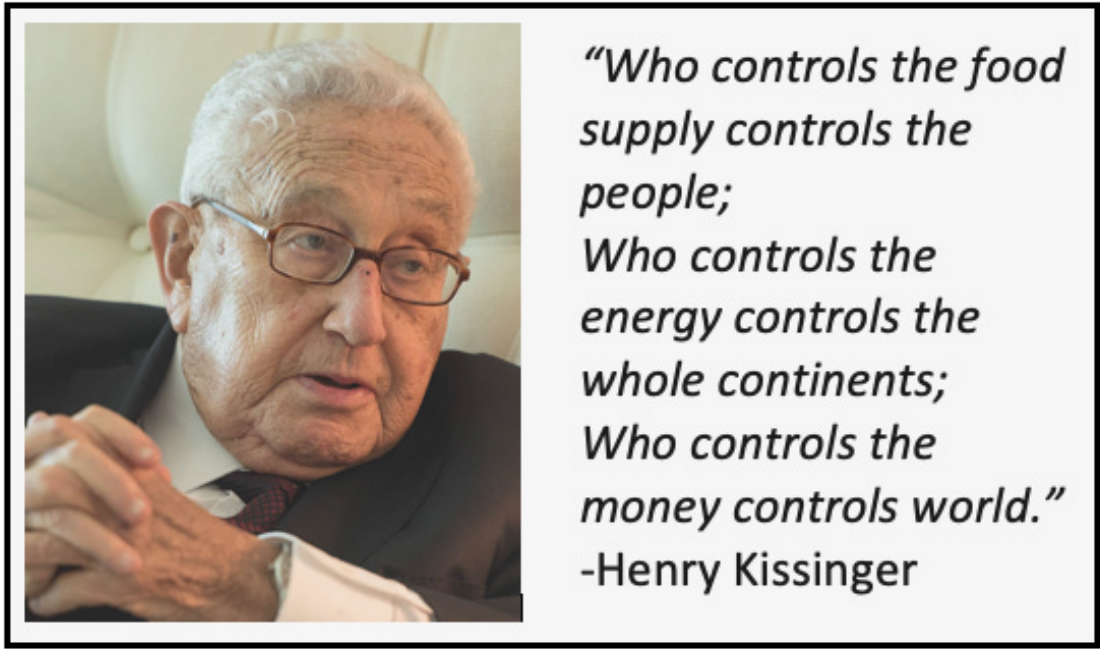 “Who controls the food
supply controls the
people;
Who controls the
energy controls the
whole continents;
Who controls the
money controls world.”
-Henry Kissinger